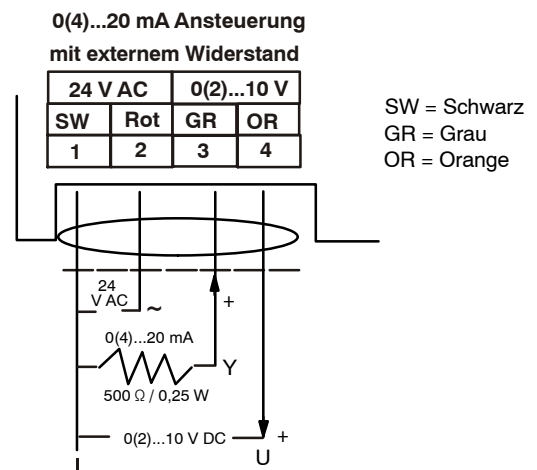 0(4)...20 mA Ansteuerung
mit externem Widerstand
24 V AC 0(2)...10 V
SW Rot GR OR
1 2 3 4
SW = Schwarz
GR = Grau
OR = Orange
24
V AC ~
+
0(4)...20 mA
Y
500 Ω / 0,25 W
0(2)...10 V DC +
U